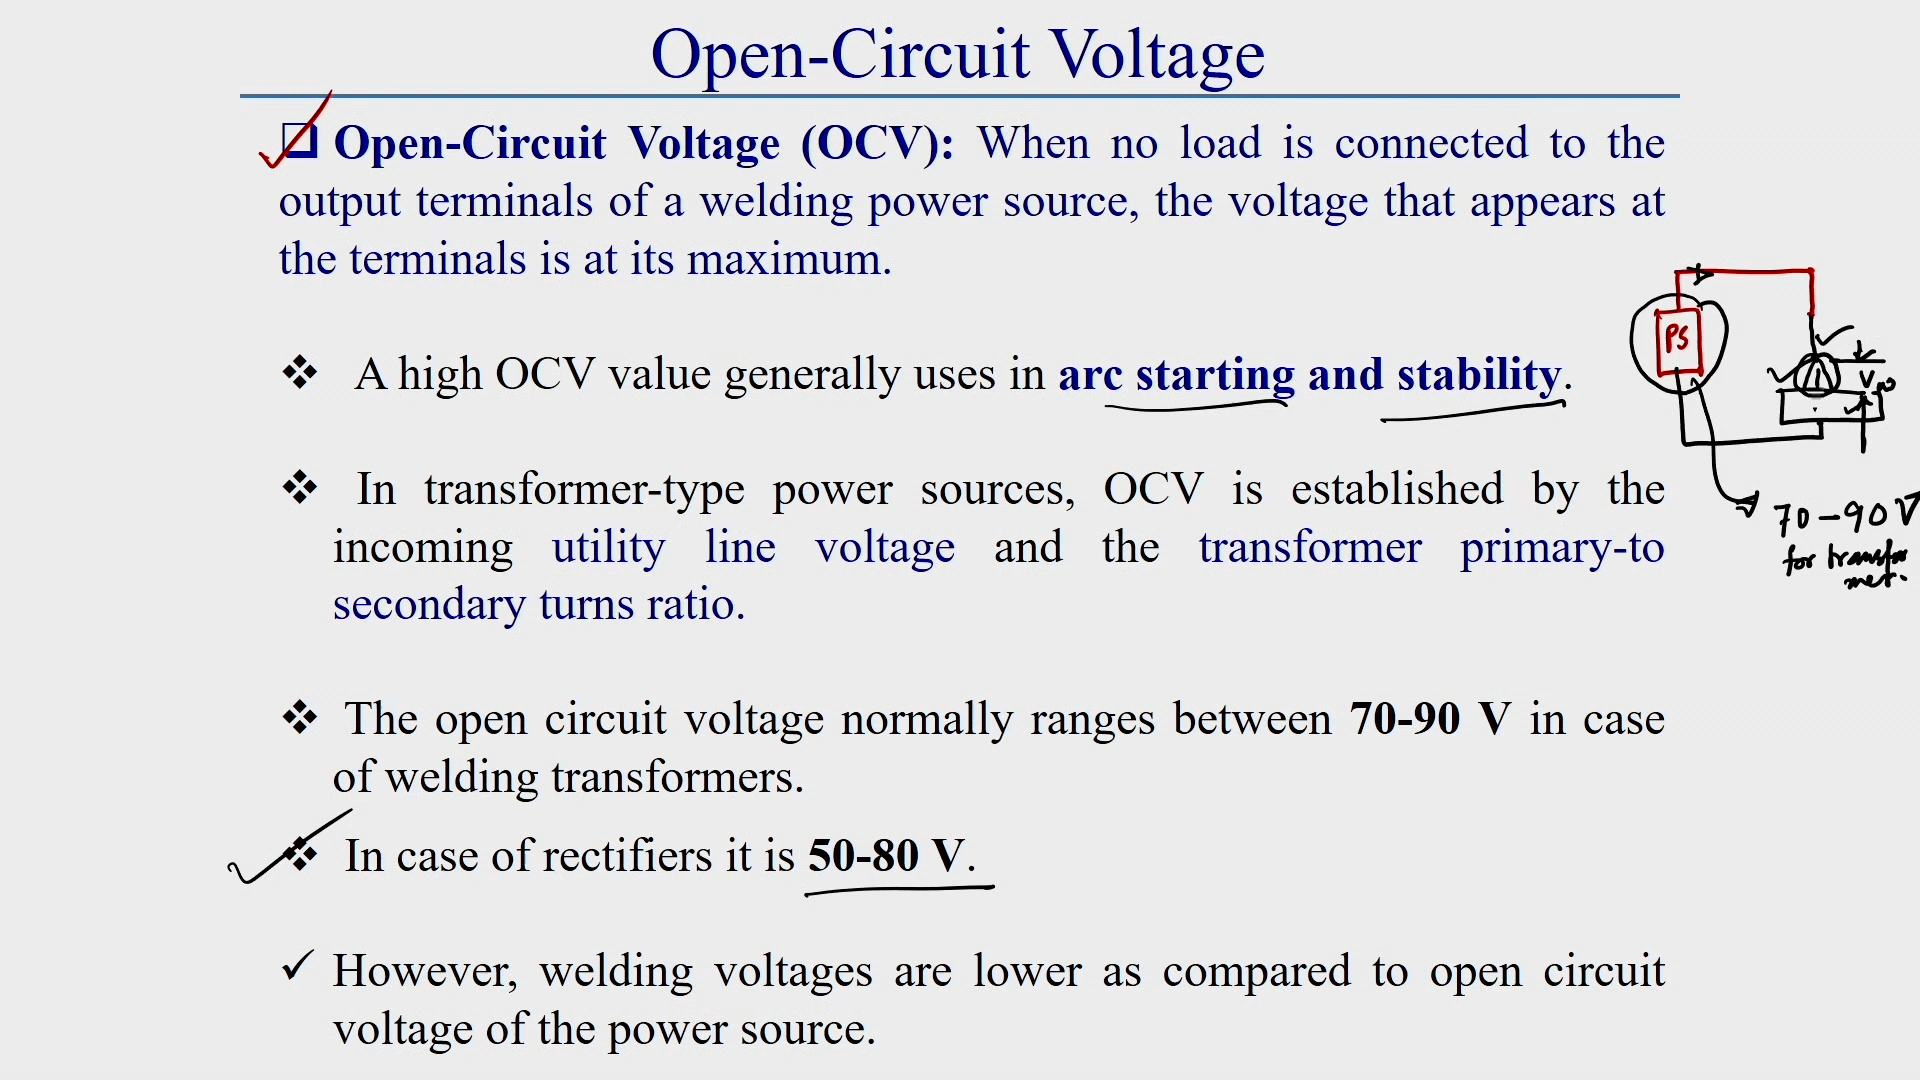 Open-Circuit Voltage
Open-Circuit Voltage (OCV): When no load is connected to the
output terminals of a welding power source, the voltage that appears at
the terminals is at its maximum.
A high OCV value generally uses in arc starting and stability.
In transformer-type power sources, OCV is established by the
incoming utility line voltage and the transformer primary-to
secondary turns ratio.
The open circuit voltage normally ranges between 70-90 V in case
of welding transformers.
In case of rectifiers it is 50-80 V.
However, welding voltages are lower as compared to open circuit
voltage of the power source.
PS
V
70-90 V
for transfor
mer.